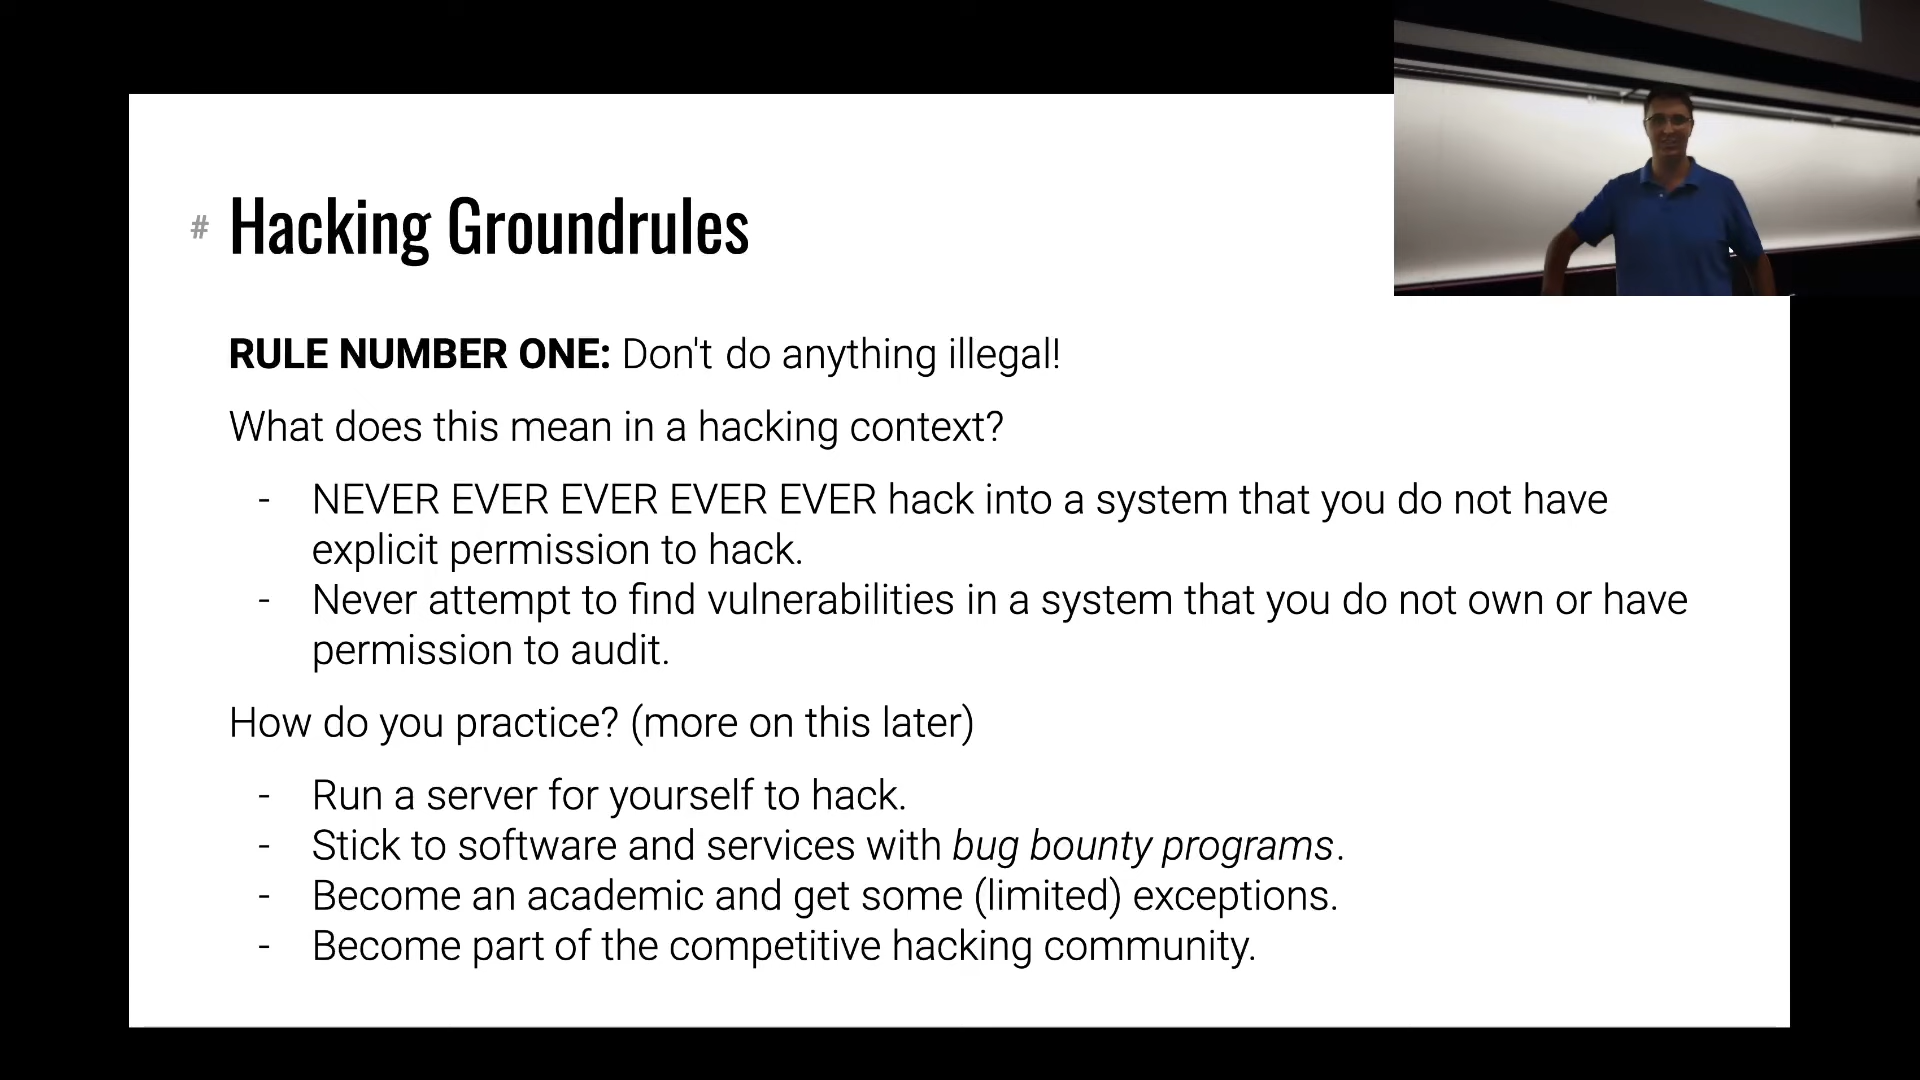 # Hacking Groundrules
RULE NUMBER ONE: Don't do anything illegal!
What does this mean in a hacking context?
- NEVER EVER EVER EVER EVER hack into a system that you do not have
explicit permission to hack.
- Never attempt to find vulnerabilities in a system that you do not own or have
permission to audit.
How do you practice? (more on this later)
- Run a server for yourself to hack.
- Stick to software and services with bug bounty programs.
- Become an academic and get some (limited) exceptions.
- Become part of the competitive hacking community.